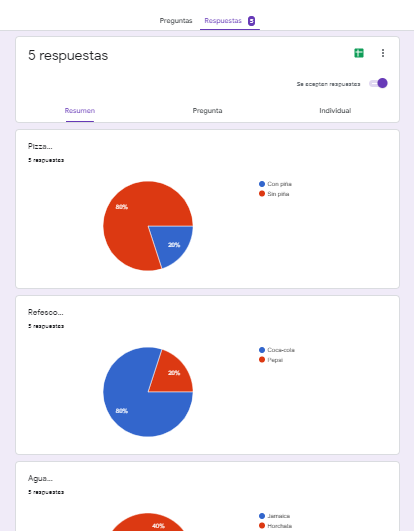 Preguntas Respuestas 5
5 respuestas
Se aceptan respuestas
Resumen Pregunta Individual
Pizza...
5 respuestas
Con piña
Sin piña
80%
20%
Refesco...
5 respuestas
Coca-cola
Pepsi
20%
80%
Agua...
5 respuestas
Jamaica
Horchata
40%